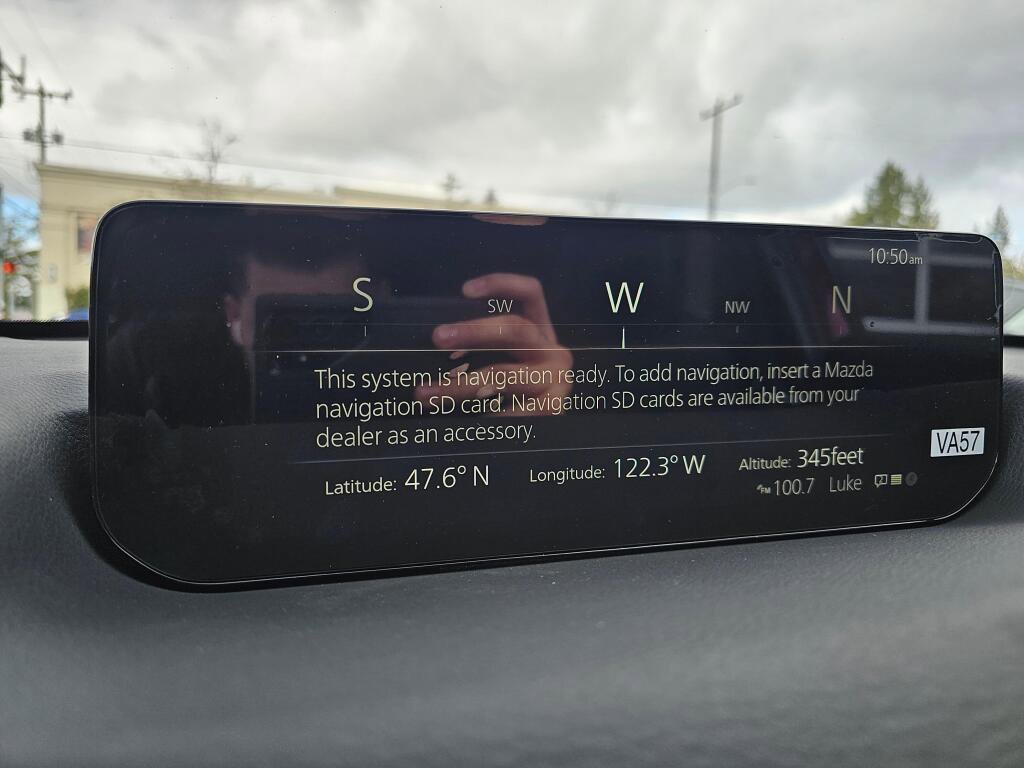 10:50am
S SW W NW N
This system is navigation ready. To add navigation, insert a Mazda
navigation SD card. Navigation SD cards are available from your
dealer as an accessory.
VA57
Latitude: 47.6° N Longitude: 122.3° W Altitude: 345feet
FM 100.7 Luke